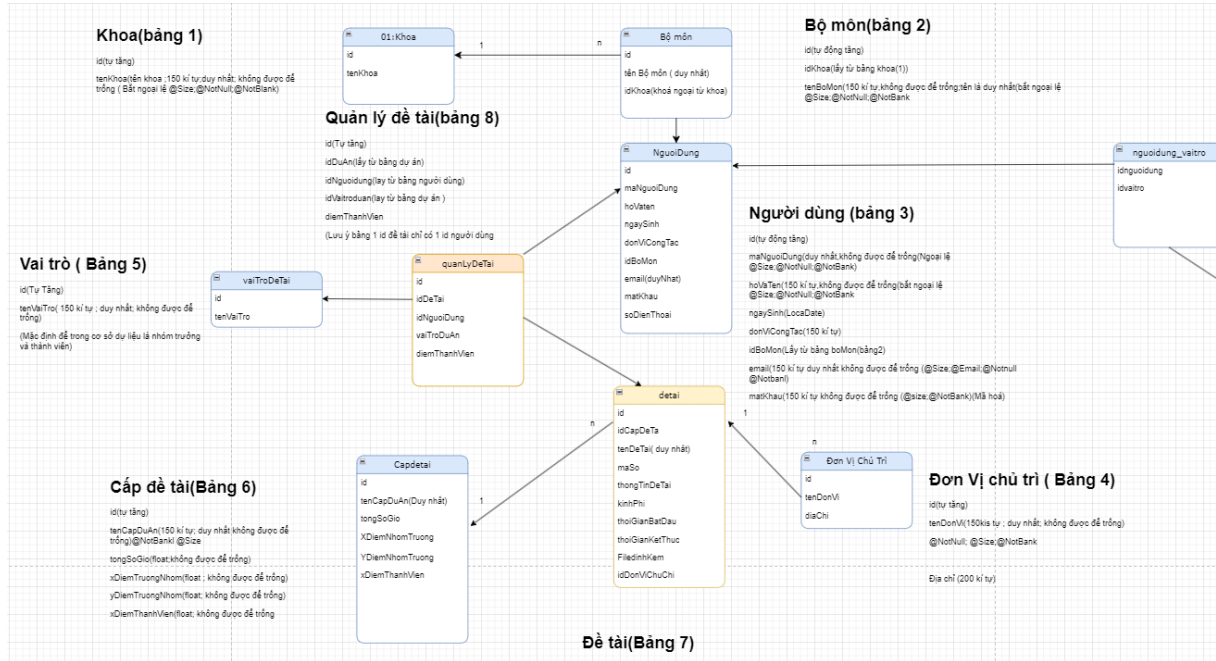 Khoa(bảng 1)
id(tự tăng)
tenKhoa(tên khoa ;150 kí tự;duy nhất; không được để
trống ( Bắt ngoại lệ @Size;@NotNull;@NotBlank)
01:Khoa
id
tenKhoa
1
n
Bộ môn
id
tên Bộ môn ( duy nhất)
idKhoa(khoá ngoại từ khoa)
Bộ môn(bảng 2)
id(tự động tăng)
idKhoa(lấy từ bảng khoa(1))
tenBoMon(150 kí tự,không được để trống;tên là duy nhất(bắt ngoại lệ
@Size;@NotNull;@NotBank
Quản lý đề tài(bảng 8)
id(Tự tăng)
idDuAn(lấy từ bảng dự án)
idNguoidung(lay từ bảng người dùng)
idVaitroduan(lay từ bảng dự án )
diemThanhVien
(Lưu ý bảng 1 id đề tài chỉ có 1 id người dùng
NguoiDung
id
maNguoiDung
hoVaten
ngaySinh
donViCongTac
idBoMon
email(duyNhat)
matKhau
soDienThoai
nguoidung_vaitro
idnguoidung
idvaitro
Người dùng (bảng 3)
id(tự động tăng)
maNguoiDung(duy nhất,không được để trống(Ngoại lệ
@Size;@NotNull;@NotBank)
hoVaTen(150 kí tự,không được để trống(bắt ngoại lệ
@Size;@NotNull;@NotBank
ngaySinh(LocaDate)
donViCongTac(150 kí tự)
idBoMon(Lấy từ bảng boMon(bảng2)
email(150 kí tự duy nhất không được để trống (@Size;@Email;@Notnull
@Notbanl)
matKhau(150 kí tự không được để trống (@size;@NotBank)(Mã hoá)
Vai trò ( Bảng 5)
id(Tự Tăng)
tenVaiTro( 150 kí tự ; duy nhất; không được để
trống)
(Mặc định để trong cơ sở dự liệu là nhóm trưởng
và thành viên)
vaiTroDeTai
id
tenVaiTro
quanLyDeTai
id
idDeTai
idNguoiDung
vaiTroDuAn
diemThanhVien
detai
id
idCapDeTa
tenDeTai( duy nhất)
maSo
thongTinDeTai
kinhPhi
thoiGianBatDau
thoiGianKetThuc
FiledinhKem
idDonViChuChi
n
1
1
n
Đơn Vị Chủ Trì
id
tenDonVi
diaChi
Đơn Vị chủ trì ( Bảng 4)
id(tự tăng)
tenDonVi(150kis tự ; duy nhất; không được để trống)
@NotNull; @Size;@NotBank
Địa chỉ (200 kí tự)
Cấp đề tài(Bảng 6)
id(tự tăng)
tenCapDuAn(150 kí tự; duy nhất;không được để
trống)@NotBankl @Size
tongSoGio(float;không được để trống)
xDiemTruongNhom(float ; không được để trống)
yDiemTruongNhom(float; không được để trống)
xDiemThanhVien(float; không được để trống
Capdetai
id
tenCapDuAn(Duy nhất)
tongSoGio
XDiemNhomTruong
YDiemNhomTruong
xDiemThanhVien
Đề tài(Bảng 7)